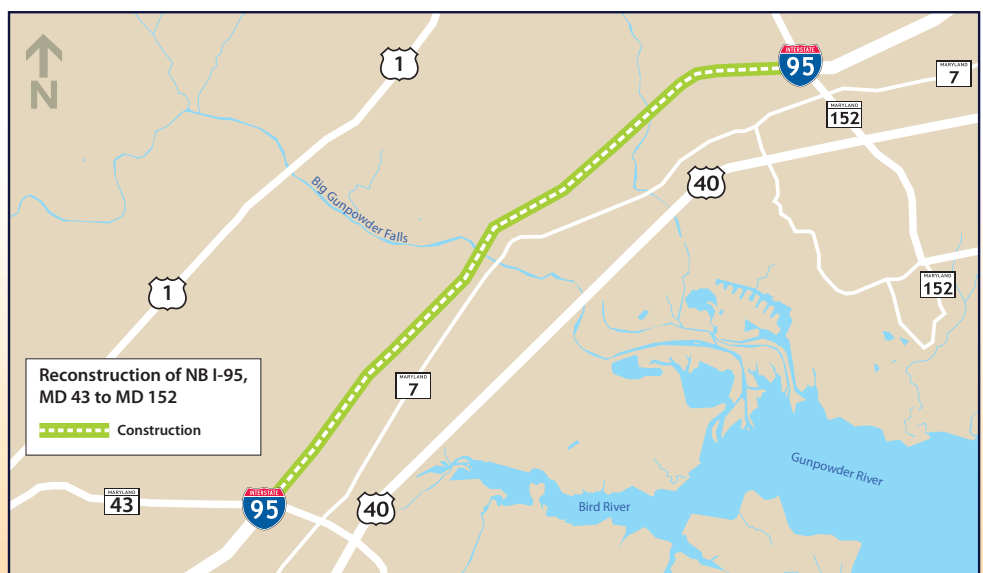 N
1
INTERSTATE
95
MARYLAND
7
MARYLAND
152
40
Big Gunpowder Falls
1
MARYLAND
152
Reconstruction of NB I-95,
MD 43 to MD 152
Construction
MARYLAND
7
Gunpowder River
MARYLAND
43
INTERSTATE
95
40
Bird River